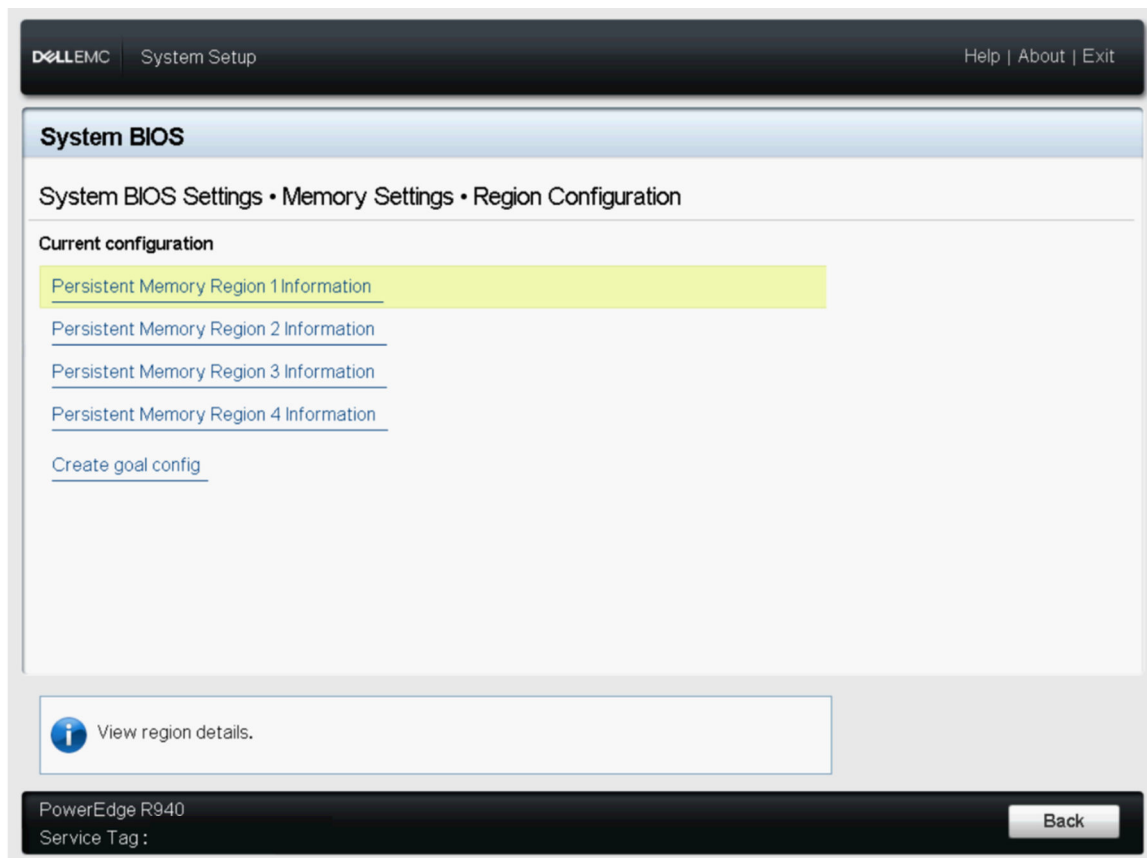 DELLEMC System Setup Help | About | Exit
System BIOS
System BIOS Settings • Memory Settings • Region Configuration
Current configuration
Persistent Memory Region 1 Information
Persistent Memory Region 2 Information
Persistent Memory Region 3 Information
Persistent Memory Region 4 Information
Create goal config
View region details.
PowerEdge R940
Service Tag :
Back